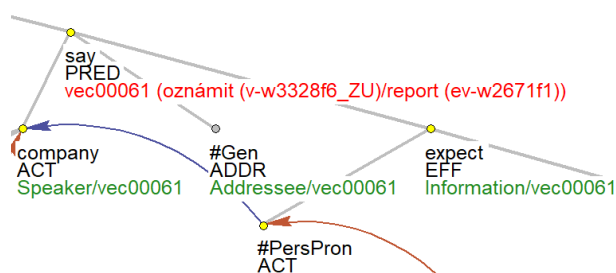 say
PRED
vec00061 (oznámit (v-w3328f6_ZU)/report (ev-w2671f1))
company #Gen expect
ACT ADDR EFF
Speaker/vec00061 Addressee/vec00061 Information/vec00061
#PersPron
ACT